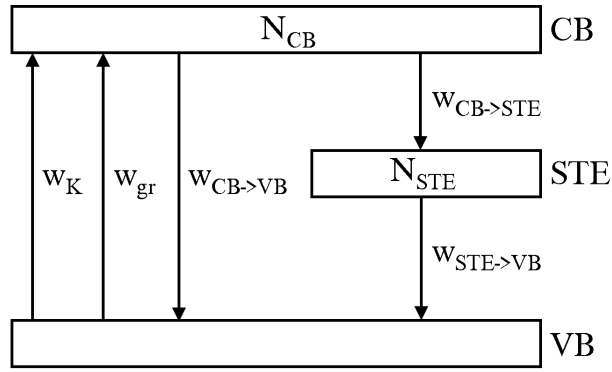 N_CB CB
w_CB->STE
N_STE STE
w_K w_gr w_CB->VB
w_STE->VB
VB